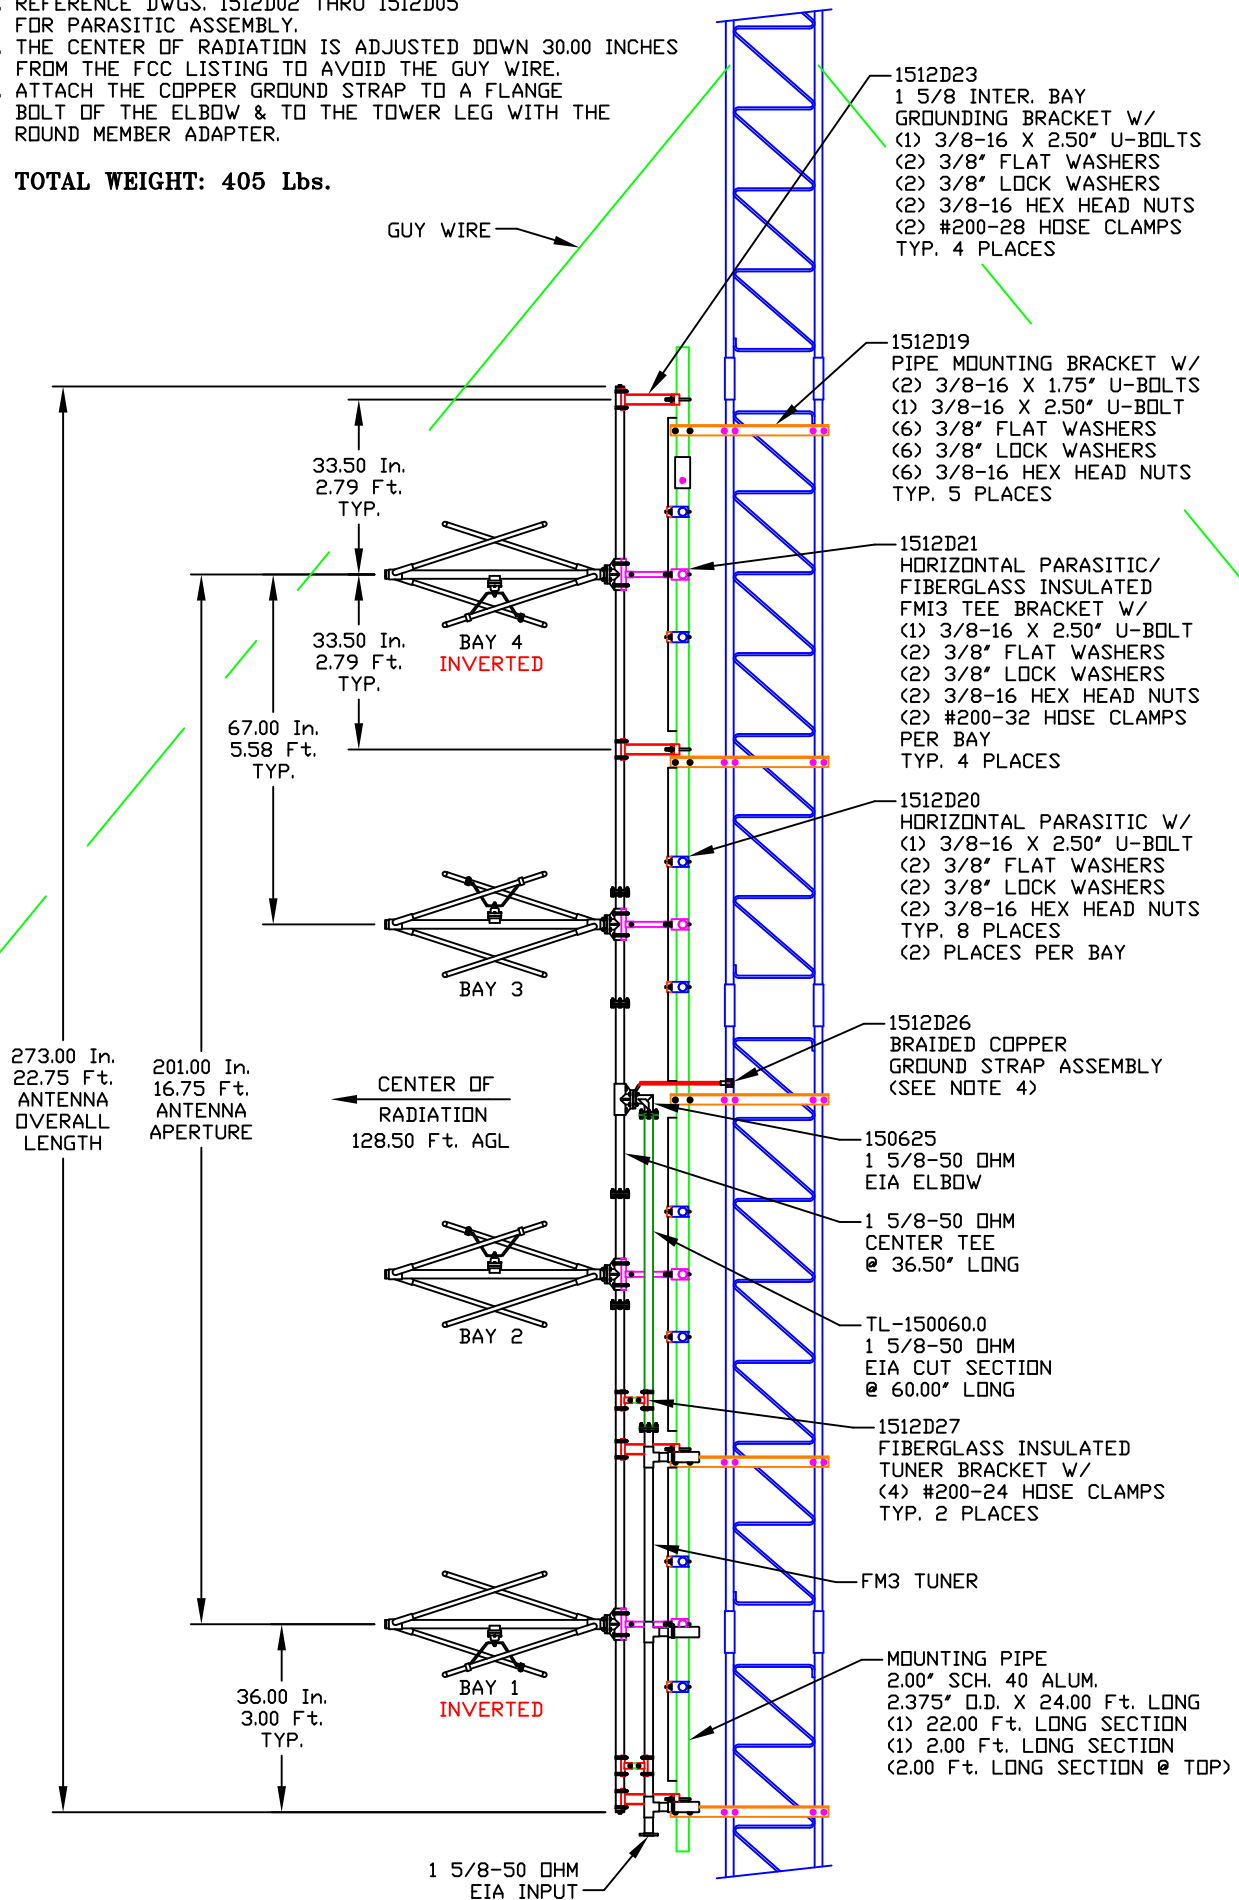 . REFERENCE DWGS. 1512D02 THRU 1512D05
FOR PARASITIC ASSEMBLY.
THE CENTER OF RADIATION IS ADJUSTED DOWN 30.00 INCHES
FROM THE FCC LISTING TO AVOID THE GUY WIRE.
ATTACH THE COPPER GROUND STRAP TO A FLANGE
BOLT OF THE ELBOW & TO THE TOWER LEG WITH THE
ROUND MEMBER ADAPTER.
TOTAL WEIGHT: 405 Lbs.
GUY WIRE
1512D23
1 5/8 INTER. BAY
GROUNDING BRACKET W/
(1) 3/8-16 X 2.50" U-BOLTS
(2) 3/8" FLAT WASHERS
(2) 3/8" LOCK WASHERS
(2) 3/8-16 HEX HEAD NUTS
(2) #200-28 HOSE CLAMPS
TYP. 4 PLACES
1512D19
PIPE MOUNTING BRACKET W/
(2) 3/8-16 X 1.75" U-BOLTS
(1) 3/8-16 X 2.50" U-BOLT
(6) 3/8" FLAT WASHERS
(6) 3/8" LOCK WASHERS
(6) 3/8-16 HEX HEAD NUTS
TYP. 5 PLACES
33.50 In.
2.79 Ft.
TYP.
1512D21
HORIZONTAL PARASITIC/
FIBERGLASS INSULATED
FMI3 TEE BRACKET W/
(1) 3/8-16 X 2.50" U-BOLT
(2) 3/8" FLAT WASHERS
(2) 3/8" LOCK WASHERS
(2) 3/8-16 HEX HEAD NUTS
(2) #200-32 HOSE CLAMPS
PER BAY
TYP. 4 PLACES
BAY 4
INVERTED
33.50 In.
2.79 Ft.
TYP.
67.00 In.
5.58 Ft.
TYP.
1512D20
HORIZONTAL PARASITIC W/
(1) 3/8-16 X 2.50" U-BOLT
(2) 3/8" FLAT WASHERS
(2) 3/8" LOCK WASHERS
(2) 3/8-16 HEX HEAD NUTS
TYP. 8 PLACES
(2) PLACES PER BAY
BAY 3
273.00 In.
22.75 Ft.
ANTENNA
OVERALL
LENGTH
201.00 In.
16.75 Ft.
ANTENNA
APERTURE
CENTER OF
RADIATION
128.50 Ft. AGL
1512D26
BRAIDED COPPER
GROUND STRAP ASSEMBLY
(SEE NOTE 4)
150625
1 5/8-50 OHM
EIA ELBOW
1 5/8-50 OHM
CENTER TEE
@ 36.50" LONG
BAY 2
TL-150060.0
1 5/8-50 OHM
EIA CUT SECTION
@ 60.00" LONG
1512D27
FIBERGLASS INSULATED
TUNER BRACKET W/
(4) #200-24 HOSE CLAMPS
TYP. 2 PLACES
FM3 TUNER
BAY 1
INVERTED
36.00 In.
3.00 Ft.
TYP.
MOUNTING PIPE
2.00" SCH. 40 ALUM.
2.375" O.D. X 24.00 Ft. LONG
(1) 22.00 Ft. LONG SECTION
(1) 2.00 Ft. LONG SECTION
(2.00 Ft. LONG SECTION @ TOP)
1 5/8-50 OHM
EIA INPUT